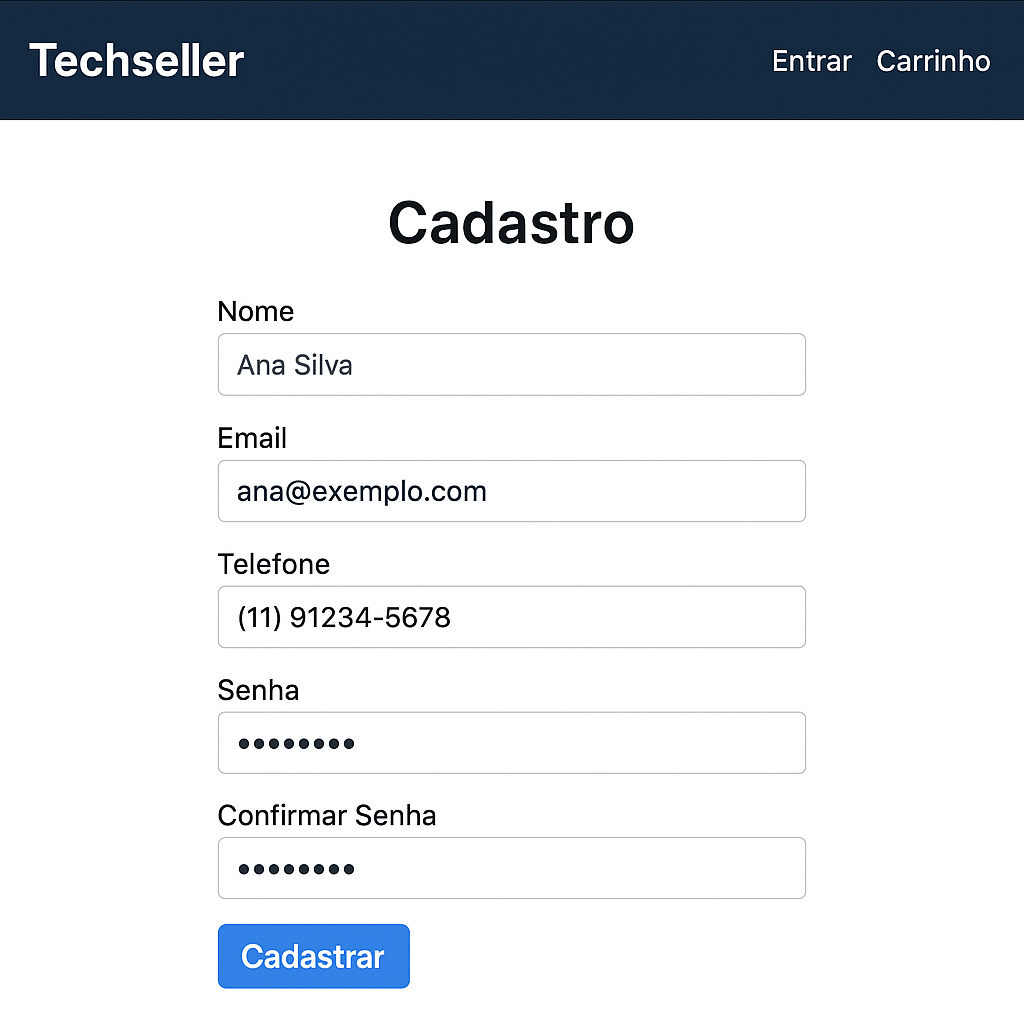 Techseller
Entrar Carrinho
Cadastro
Nome
Ana Silva
Email
ana@exemplo.com
Telefone
(11) 91234-5678
Senha
••••••••
Confirmar Senha
••••••••
Cadastrar